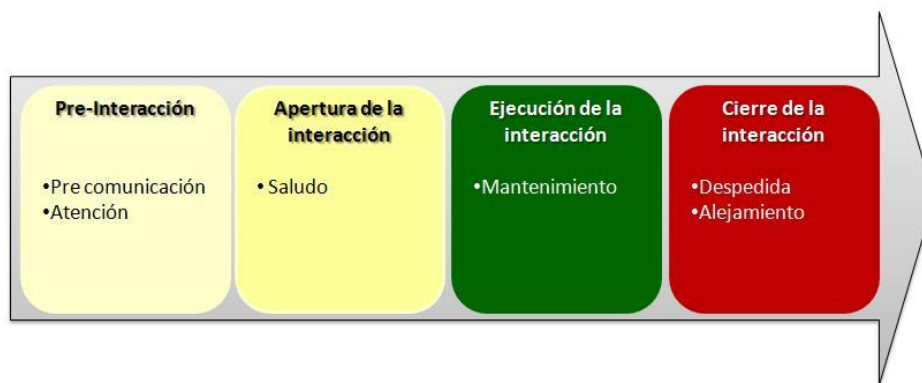 Pre-Interacción
•Pre comunicación
•Atención
Apertura de la
interacción
• Saludo
Ejecución de la
interacción
•Mantenimiento
Cierre de la
interacción
•Despedida
•Alejamiento